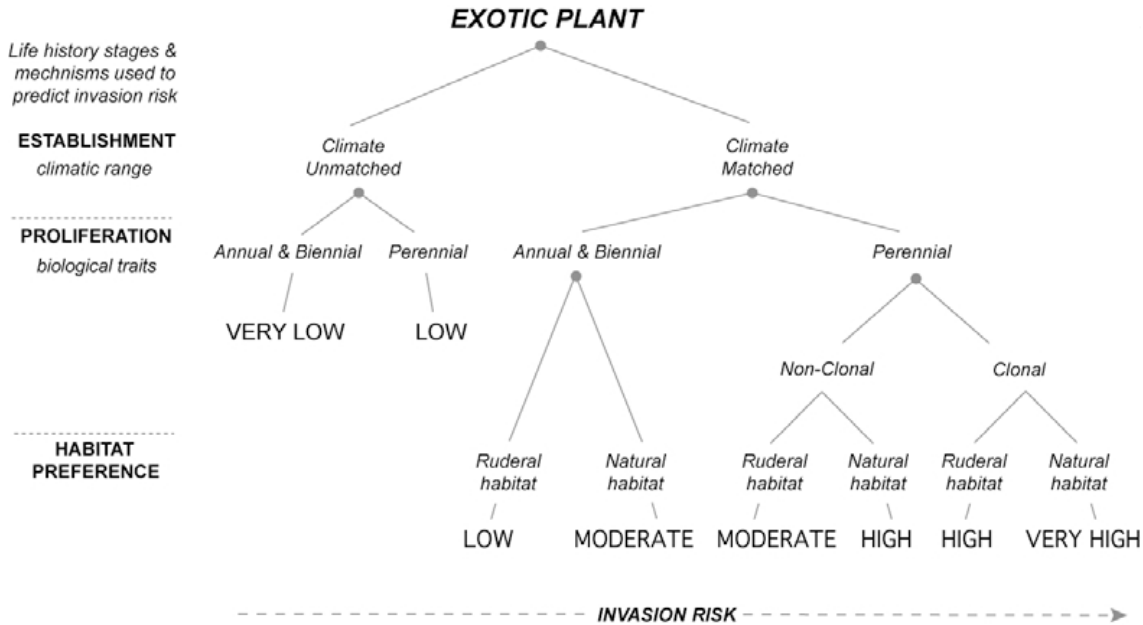 EXOTIC PLANT
Life history stages &
mechnisms used to
predict invasion risk
ESTABLISHMENT
climatic range
Climate
Unmatched
Climate
Matched
PROLIFERATION
biological traits
Annual & Biennial
Perennial
Annual & Biennial
Perennial
VERY LOW
LOW
Non-Clonal
Clonal
HABITAT
PREFERENCE
Ruderal
habitat
Natural
habitat
Ruderal
habitat
Natural
habitat
Ruderal
habitat
Natural
habitat
LOW
MODERATE
MODERATE
HIGH
HIGH
VERY HIGH
INVASION RISK